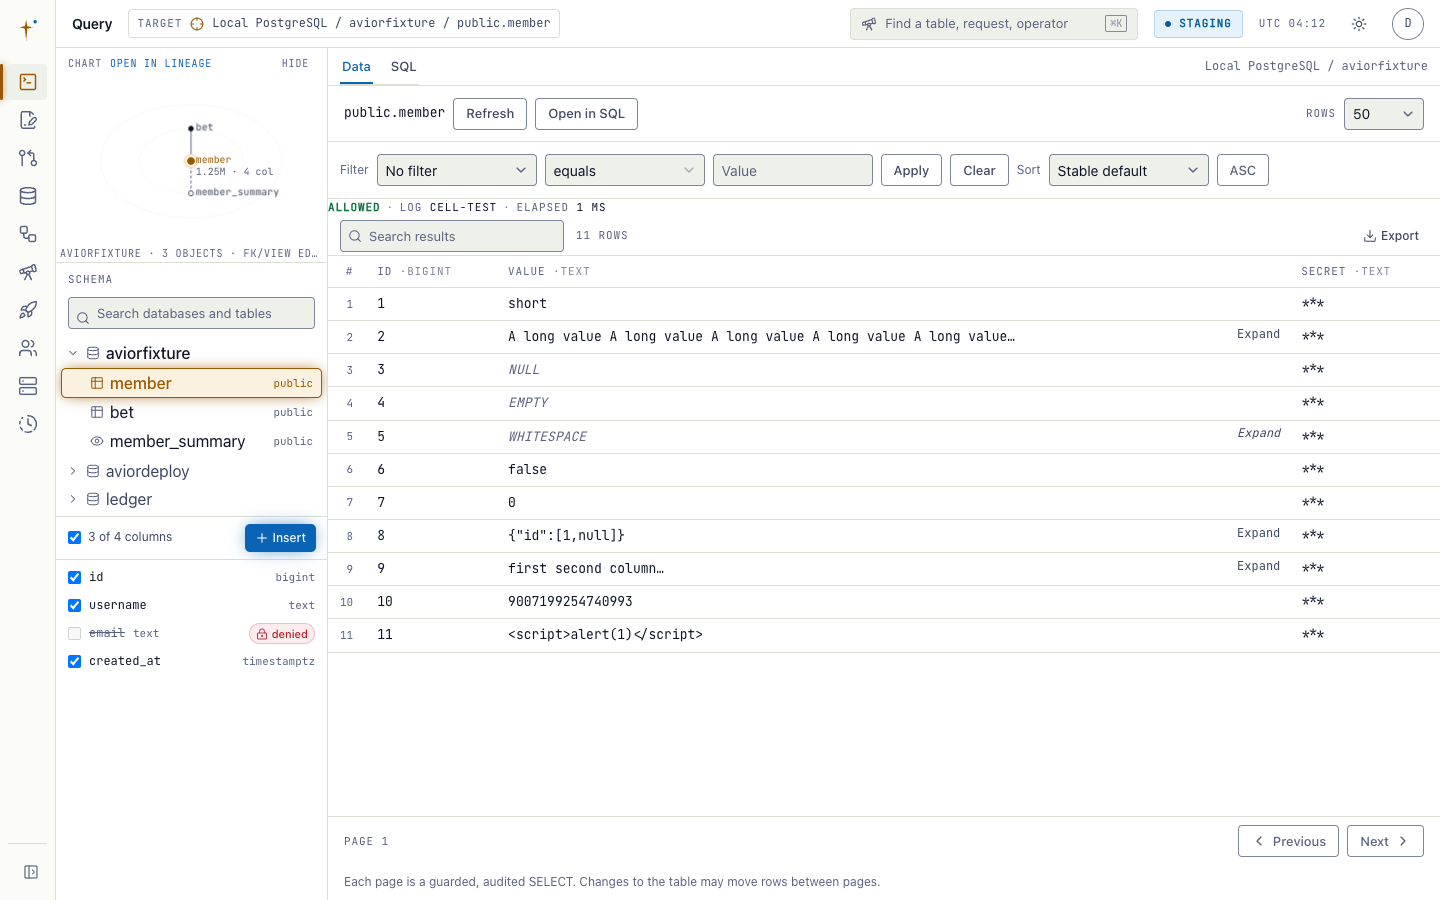 Query TARGET Local PostgreSQL / aviorfixture / public.member Find a table, request, operator ⌘K STAGING UTC 04:12 D
CHART OPEN IN LINEAGE HIDE
bet
member
1.25M · 4 col
member_summary
AVIORFIXTURE · 3 OBJECTS · FK/VIEW ED…
SCHEMA
Search databases and tables
aviorfixture
member public
bet public
member_summary public
aviordeploy
ledger
3 of 4 columns + Insert
id bigint
username text
email text denied
created_at timestamptz
Data SQL Local PostgreSQL / aviorfixture
public.member Refresh Open in SQL ROWS 50
Filter No filter equals Value Apply Clear Sort Stable default ASC
ALLOWED · LOG CELL-TEST · ELAPSED 1 MS
Search results 11 ROWS Export
# ID ·BIGINT VALUE ·TEXT SECRET ·TEXT
1 1 short ***
2 2 A long value A long value A long value A long value A long value… Expand ***
3 3 NULL ***
4 4 EMPTY ***
5 5 WHITESPACE Expand ***
6 6 false ***
7 7 0 ***
8 8 {"id":[1,null]} Expand ***
9 9 first second column… Expand ***
10 10 9007199254740993 ***
11 11 <script>alert(1)</script> ***
PAGE 1 Previous Next
Each page is a guarded, audited SELECT. Changes to the table may move rows between pages.